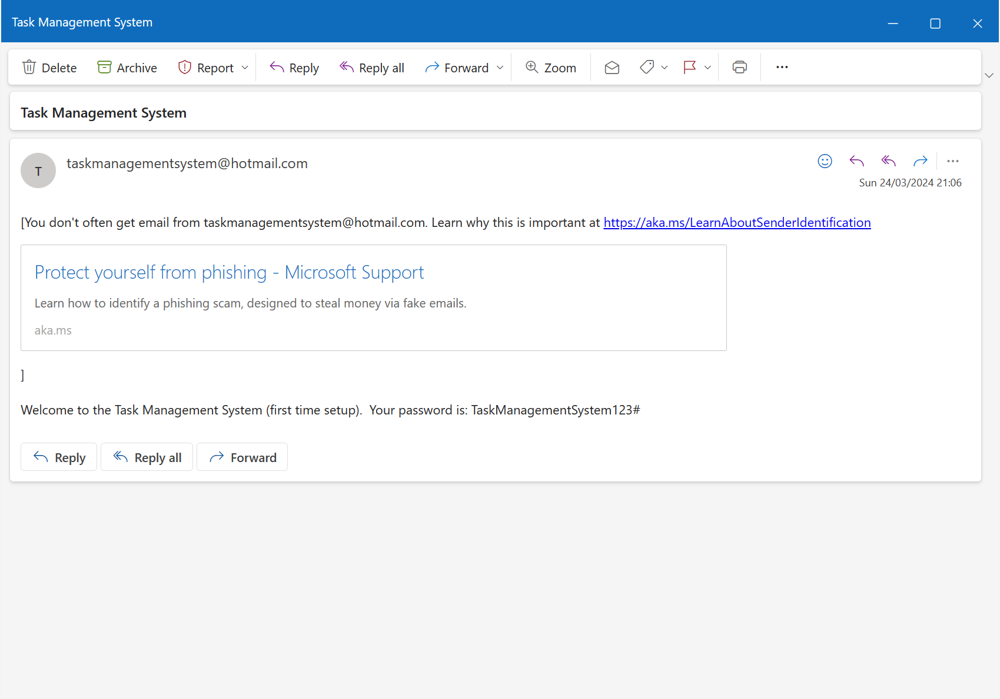 Task Management System
Delete Archive Report Reply Reply all Forward Zoom
Task Management System
T
taskmanagementsystem@hotmail.com
Sun 24/03/2024 21:06
[You don't often get email from taskmanagementsystem@hotmail.com. Learn why this is important at https://aka.ms/LearnAboutSenderIdentification
Protect yourself from phishing - Microsoft Support
Learn how to identify a phishing scam, designed to steal money via fake emails.
aka.ms
]
Welcome to the Task Management System (first time setup).  Your password is: TaskManagementSystem123#
Reply Reply all Forward